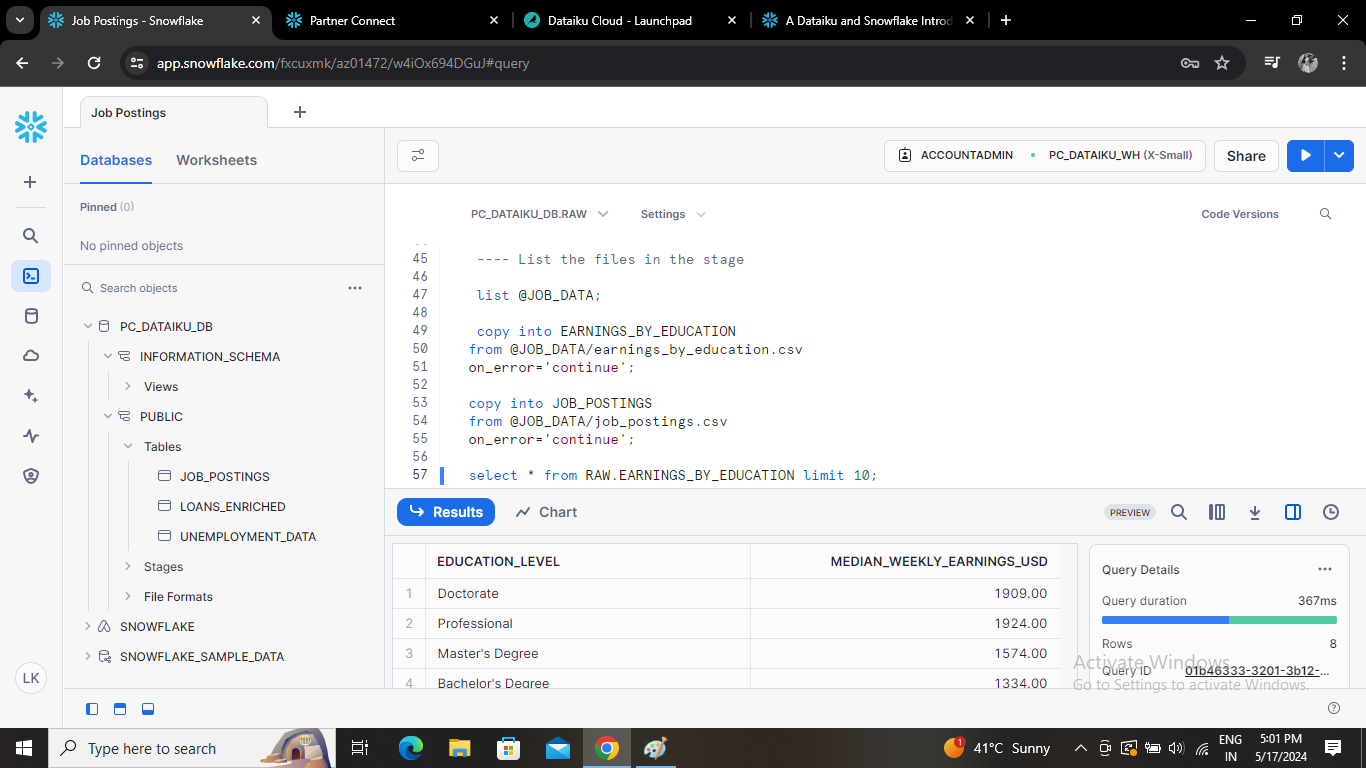 Job Postings - Snowflake
Partner Connect
Dataiku Cloud - Launchpad
A Dataiku and Snowflake Introd
app.snowflake.com/fxcuxmk/az01472/w4iOx694DGuJ#query
Job Postings
Databases Worksheets
ACCOUNTADMIN PC_DATAIKU_WH (X-Small) Share
Pinned (0)
No pinned objects
Search objects
PC_DATAIKU_DB
INFORMATION_SCHEMA
Views
PUBLIC
Tables
JOB_POSTINGS
LOANS_ENRICHED
UNEMPLOYMENT_DATA
Stages
File Formats
SNOWFLAKE
SNOWFLAKE_SAMPLE_DATA
LK
PC_DATAIKU_DB.RAW Settings Code Versions
45 ---- List the files in the stage
46
47 list @JOB_DATA;
48
49 copy into EARNINGS_BY_EDUCATION
50 from @JOB_DATA/earnings_by_education.csv
51 on_error='continue';
52
53 copy into JOB_POSTINGS
54 from @JOB_DATA/job_postings.csv
55 on_error='continue';
56
57 select * from RAW.EARNINGS_BY_EDUCATION limit 10;
Results Chart PREVIEW
EDUCATION_LEVEL MEDIAN_WEEKLY_EARNINGS_USD
1 Doctorate 1909.00
2 Professional 1924.00
3 Master's Degree 1574.00
4 Bachelor's Degree 1334.00
Query Details
Query duration 367ms
Rows 8
Query ID 01b46333-3201-3b12-...
Activate Windows
Go to Settings to activate Windows.
Type here to search
1
41°C Sunny
ENG
IN
5:01 PM
5/17/2024